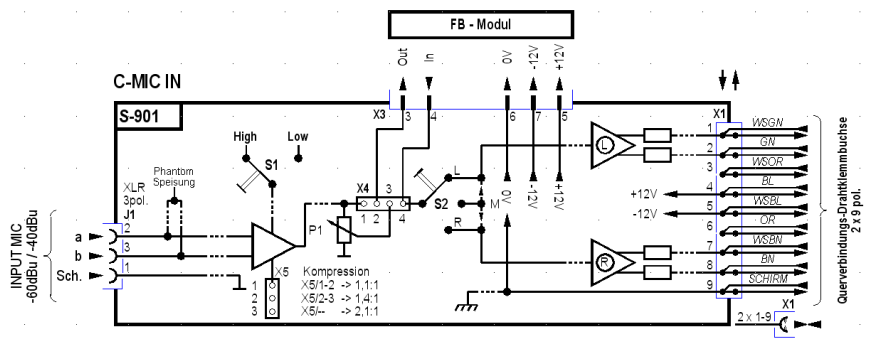 FB - Modul
Out
In
0V
-12V
+12V
C-MIC IN
X3
3
4
6
7
5
X1
S-901
High
Low
S1
Phantom
Speisung
XLR
3pol.
J1
INPUT MIC
-60dBu / -40dBu
a
2
b
3
Sch.
1
P1
X4
3
1
2
4
S2
L
M
R
0V
-12V
+12V
L
R
X5
1
2
3
Kompression
X5/1-2 -> 1,1:1
X5/2-3 -> 1,4:1
X5/-- -> 2,1:1
+12V
-12V
1
WSGN
2
GN
3
WSOR
4
BL
5
WSBL
6
OR
7
WSBN
8
BN
9
SCHIRM
Querverbindungs-Drahtklemmbuchse
2 x 9 pol.
X1
2 x 1-9